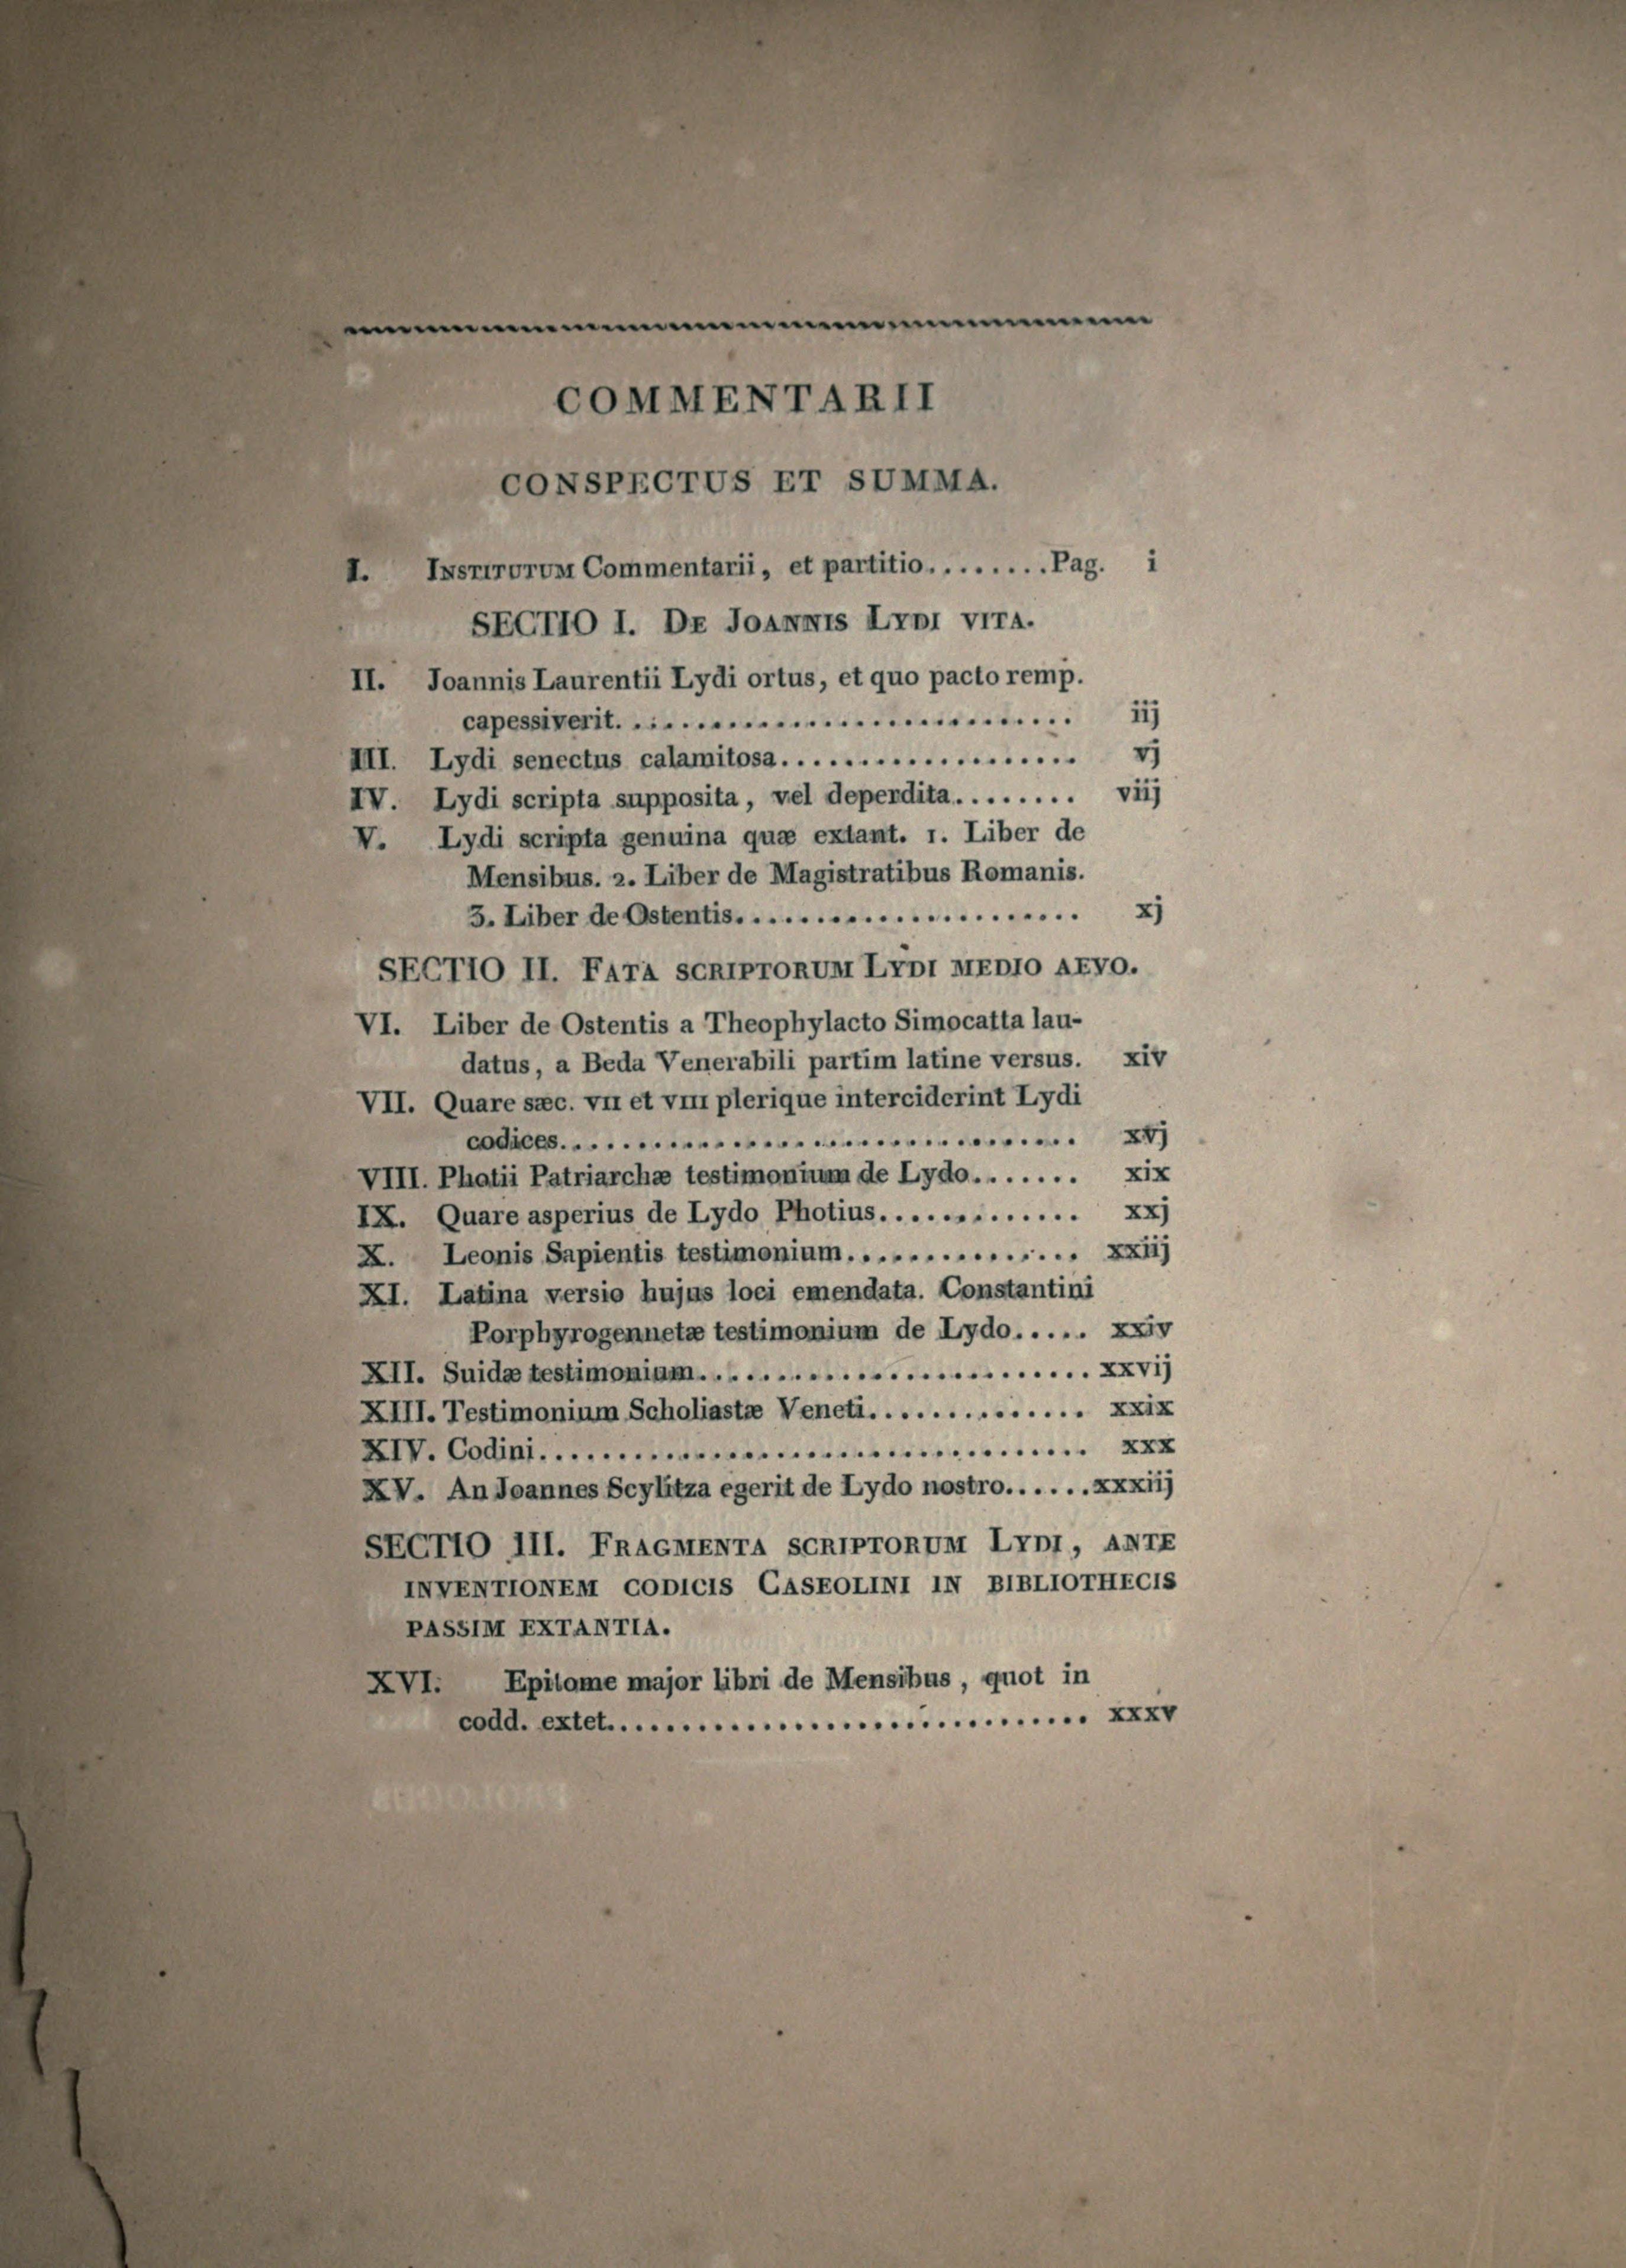 COMMENTARII
CONSPECTUS ET SUMMA.
I. Institutum Commentarii, et partitio.........Pag. i
SECTIO I. De Joannis Lydi vita.
II. Joannis Laurentii Lydi ortus, et quo pacto remp.
capessiverit............................ iij
III. Lydi senectus calamitosa................... vj
IV. Lydi scripta supposita, vel deperdita........ viij
V. Lydi scripta genuina quæ extant. 1. Liber de
Mensibus. 2. Liber de Magistratibus Romanis.
3. Liber de Ostentis...................... xj
SECTIO II. Fata scriptorum Lydi medio aevo.
VI. Liber de Ostentis a Theophylacto Simocatta lau-
datus, a Beda Venerabili partim latine versus. xiv
VII. Quare sæc. vii et viii plerique interciderint Lydi
codices................................ xvj
VIII. Photii Patriarchæ testimonium de Lydo....... xix
IX. Quare asperius de Lydo Photius............. xxj
X. Leonis Sapientis testimonium............... xxiij
XI. Latina versio hujus loci emendata. Constantini
Porphyrogennetæ testimonium de Lydo..... xxiv
XII. Suidæ testimonium......................... xxvij
XIII. Testimonium Scholiastæ Veneti.............. xxix
XIV. Codini.................................. xxx
XV. An Joannes Scylitza egerit de Lydo nostro......xxxiij
SECTIO III. Fragmenta scriptorum Lydi, ante
inventionem codicis Caseolini in bibliothecis
passim extantia.
XVI. Epitome major libri de Mensibus, quot in
codd. extet.............................. xxxv